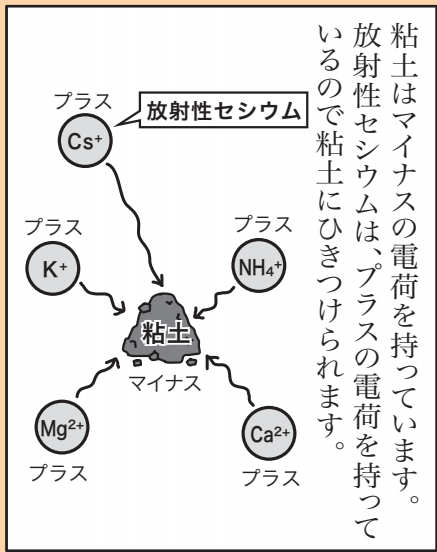 粘土はマイナスの電荷を持っています。
放射性セシウムは、プラスの電荷を持って
いるので粘土にひきつけられます。
プラス
放射性セシウム
Cs⁺
プラス
K⁺
プラス
NH₄⁺
粘土
マイナス
Mg²⁺
プラス
Ca²⁺
プラス